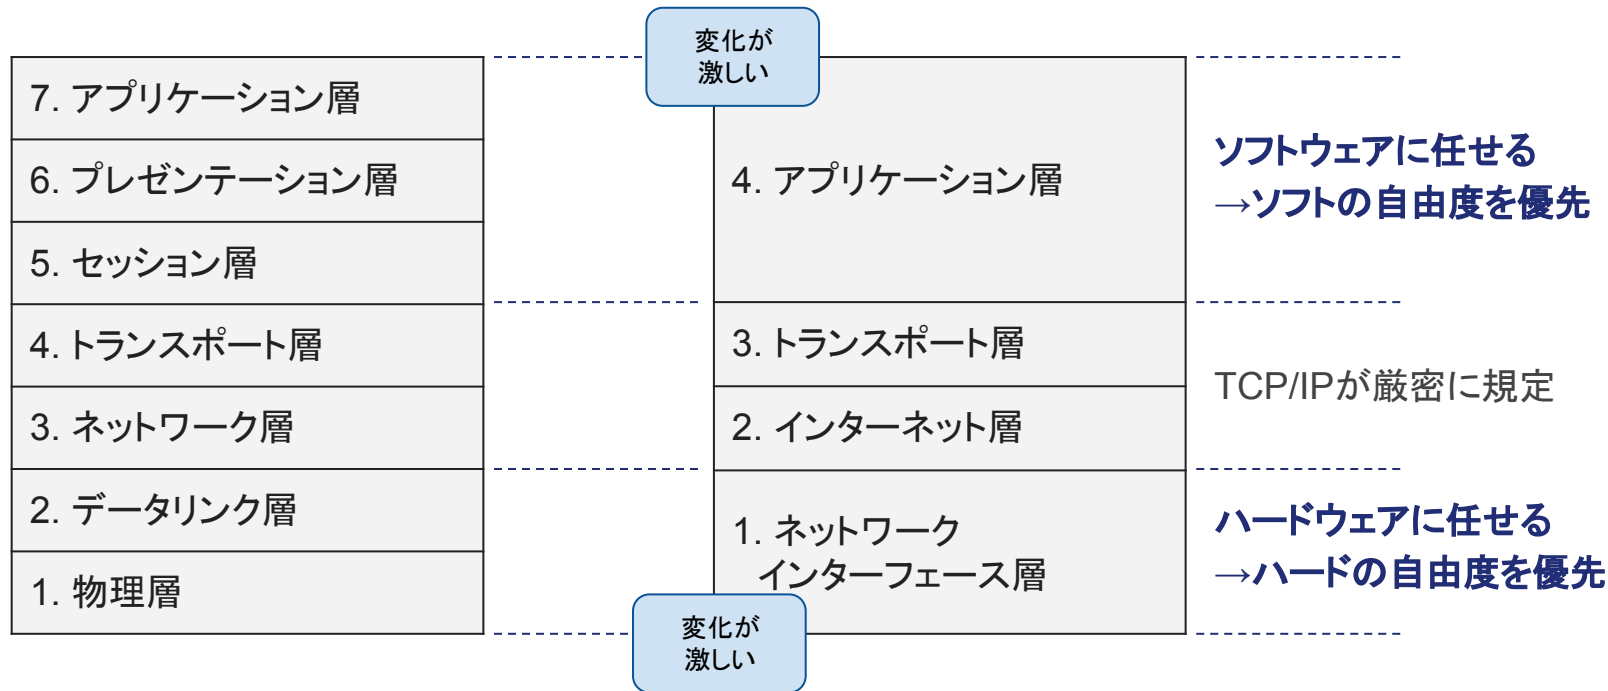 変化が
激しい
7. アプリケーション層
6. プレゼンテーション層
5. セッション層
4. トランスポート層
3. ネットワーク層
2. データリンク層
1. 物理層
4. アプリケーション層
3. トランスポート層
2. インターネット層
1. ネットワーク
インターフェース層
変化が
激しい
ソフトウェアに任せる
→ソフトの自由度を優先
TCP/IPが厳密に規定
ハードウェアに任せる
→ハードの自由度を優先